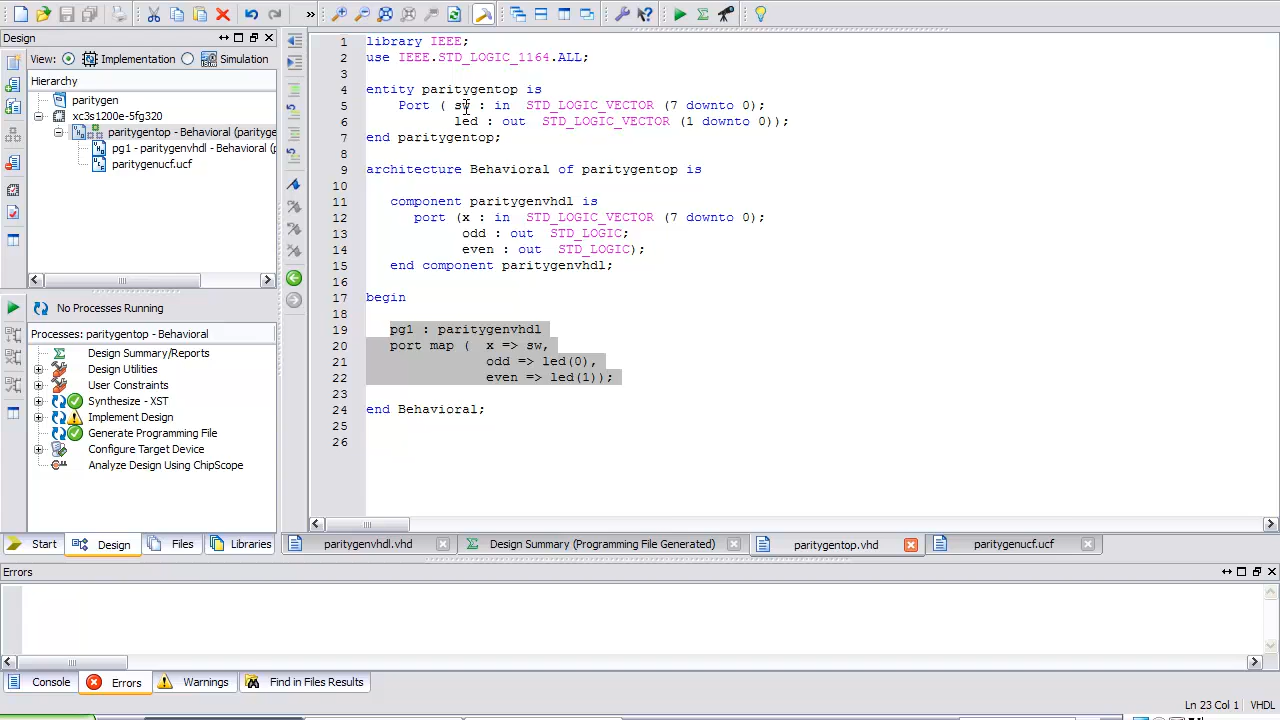 Design
View:
Implementation
Simulation
Hierarchy
paritygen
xc3s1200e-5fg320
paritygentop - Behavioral (parityge
pg1 - paritygenvhdl - Behavioral (p
paritygenucf.ucf
No Processes Running
Processes: paritygentop - Behavioral
Design Summary/Reports
Design Utilities
User Constraints
Synthesize - XST
Implement Design
Generate Programming File
Configure Target Device
Analyze Design Using ChipScope
Start
Design
Files
Libraries
1 library IEEE;
2 use IEEE.STD_LOGIC_1164.ALL;
3
4 entity paritygentop is
5 Port ( sw : in STD_LOGIC_VECTOR (7 downto 0);
6 led : out STD_LOGIC_VECTOR (1 downto 0));
7 end paritygentop;
8
9 architecture Behavioral of paritygentop is
10
11 component paritygenvhdl is
12 port (x : in STD_LOGIC_VECTOR (7 downto 0);
13 odd : out STD_LOGIC;
14 even : out STD_LOGIC);
15 end component paritygenvhdl;
16
17 begin
18
19 pg1 : paritygenvhdl
20 port map ( x => sw,
21 odd => led(0),
22 even => led(1));
23
24 end Behavioral;
25
26
paritygenvhdl.vhd
Design Summary (Programming File Generated)
paritygentop.vhd
paritygenucf.ucf
Errors
Console
Errors
Warnings
Find in Files Results
Ln 23 Col 1
VHDL